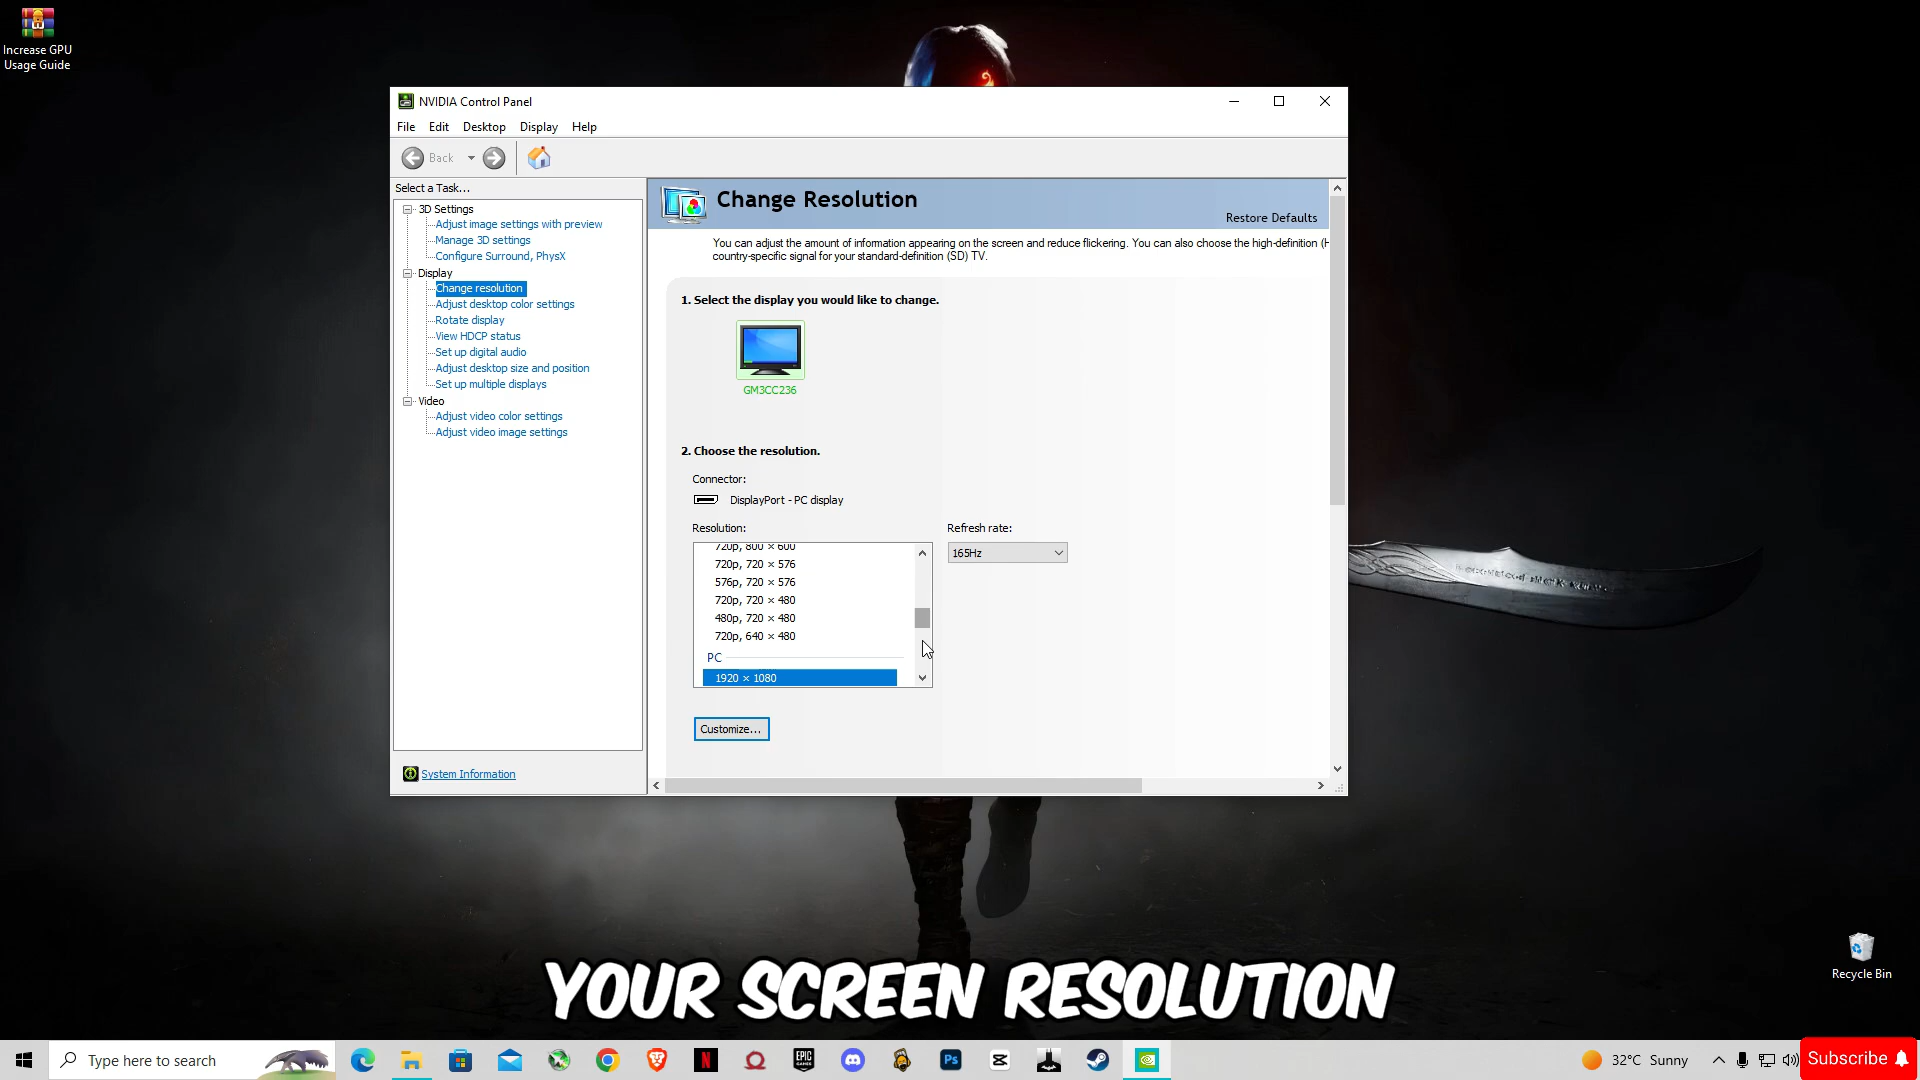 Increase GPU
Usage Guide
NVIDIA Control Panel
File Edit Desktop Display Help
Back
Select a Task...
3D Settings
Adjust image settings with preview
Manage 3D settings
Configure Surround, PhysX
Display
Change resolution
Adjust desktop color settings
Rotate display
View HDCP status
Set up digital audio
Adjust desktop size and position
Set up multiple displays
Video
Adjust video color settings
Adjust video image settings
System Information
Change Resolution
Restore Defaults
You can adjust the amount of information appearing on the screen and reduce flickering. You can also choose the high-definition (H
country-specific signal for your standard-definition (SD) TV.
1. Select the display you would like to change.
GM3CC236
2. Choose the resolution.
Connector:
DisplayPort - PC display
Resolution:
Refresh rate:
720p, 800 × 600
165Hz
720p, 720 × 576
576p, 720 × 576
720p, 720 × 480
480p, 720 × 480
720p, 640 × 480
PC
1920 × 1080
Customize...
YOUR SCREEN RESOLUTION
Recycle Bin
Type here to search
N
EPIC
GAMES
Ps
32°C Sunny
Subscribe